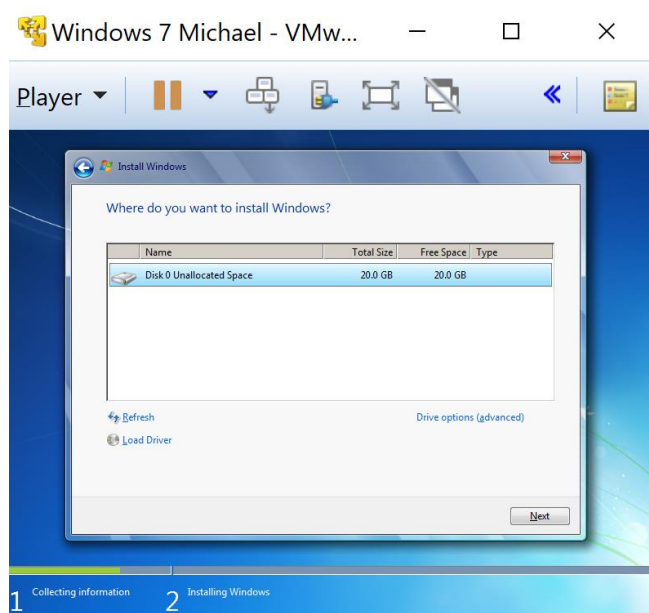 Windows 7 Michael - VMw...
Player
Install Windows
Where do you want to install Windows?
Name Total Size Free Space Type
Disk 0 Unallocated Space 20.0 GB 20.0 GB
Refresh Drive options (advanced)
Load Driver
Next
1 Collecting information 2 Installing Windows